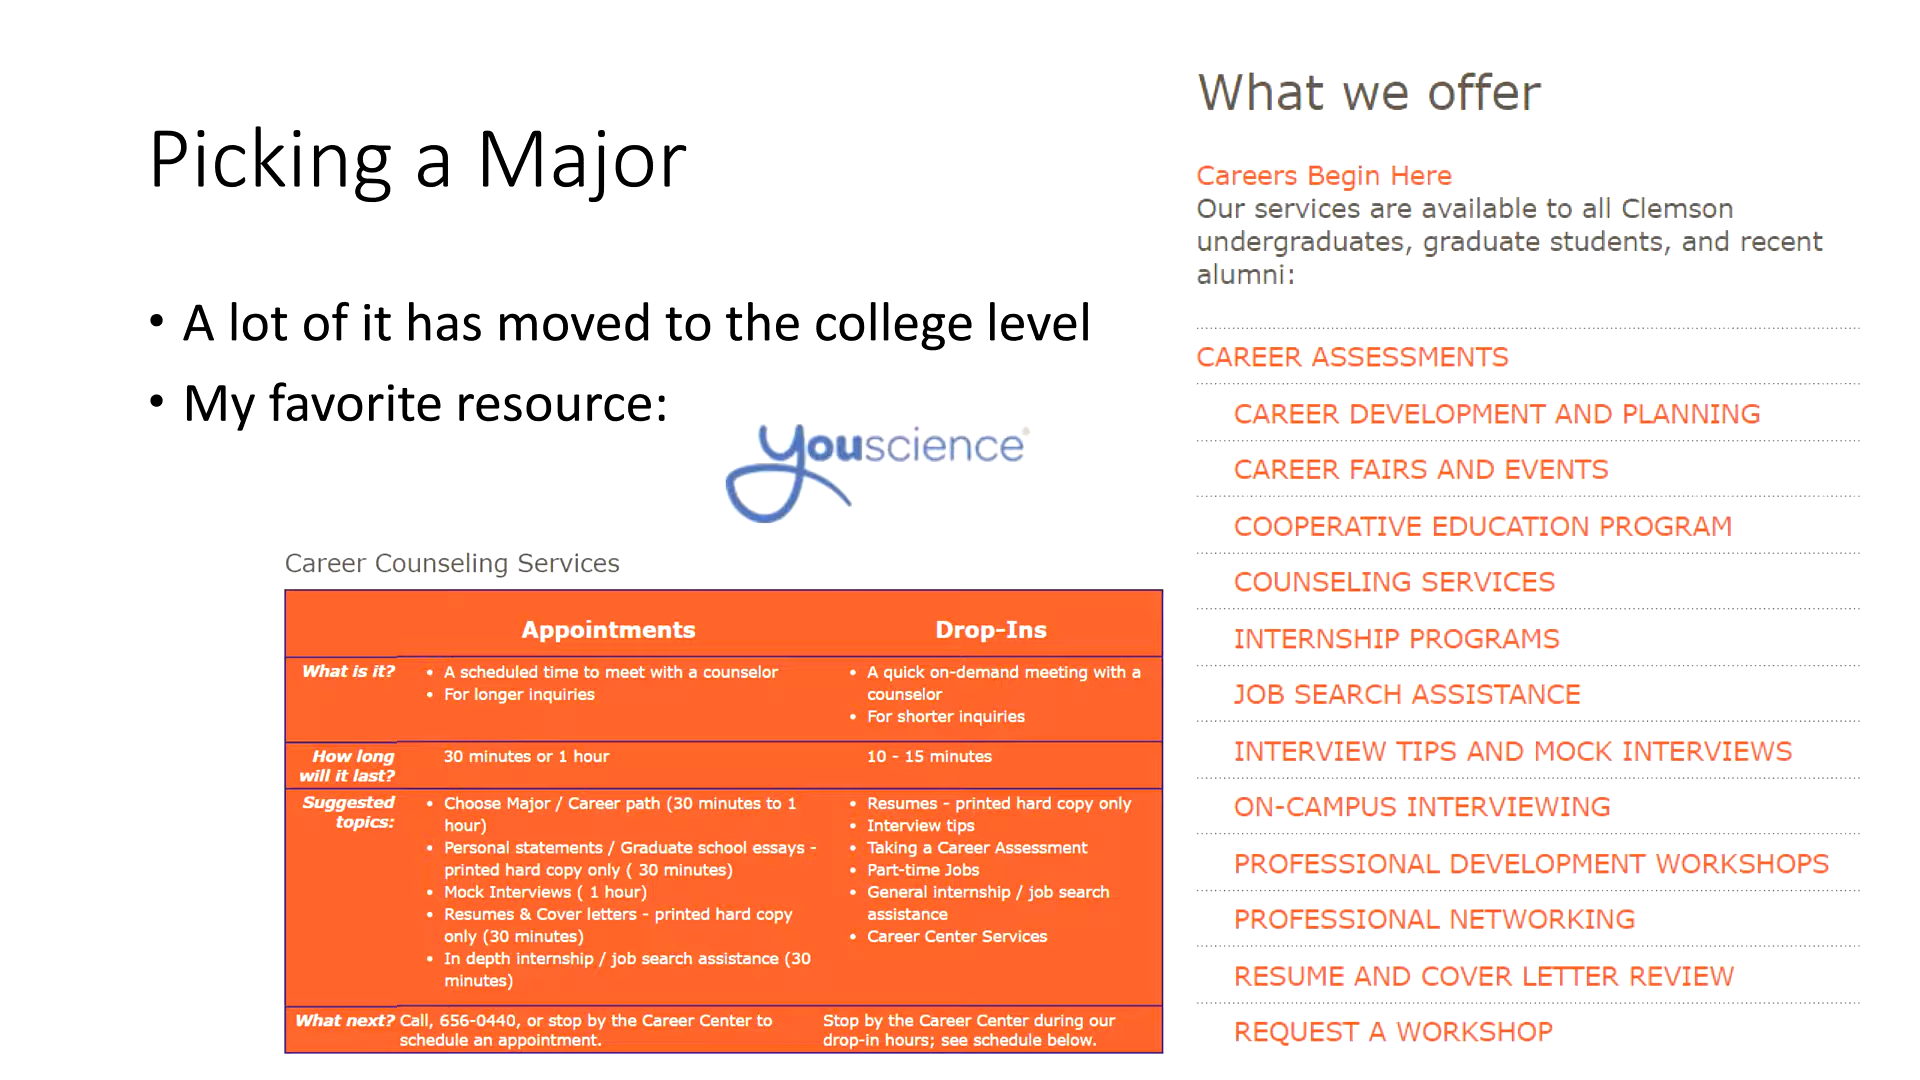 Picking a Major
• A lot of it has moved to the college level
• My favorite resource:
youscience®
Career Counseling Services
Appointments
Drop-Ins
What is it?
• A scheduled time to meet with a counselor
• For longer inquiries
• A quick on-demand meeting with a
counselor
• For shorter inquiries
How long
will it last?
30 minutes or 1 hour
10 - 15 minutes
Suggested
topics:
• Choose Major / Career path (30 minutes to 1
hour)
• Personal statements / Graduate school essays -
printed hard copy only ( 30 minutes)
• Mock Interviews ( 1 hour)
• Resumes & Cover letters - printed hard copy
only (30 minutes)
• In depth internship / job search assistance (30
minutes)
• Resumes - printed hard copy only
• Interview tips
• Taking a Career Assessment
• Part-time Jobs
• General internship / job search
assistance
• Career Center Services
What next?
Call, 656-0440, or stop by the Career Center to
schedule an appointment.
Stop by the Career Center during our
drop-in hours; see schedule below.
What we offer
Careers Begin Here
Our services are available to all Clemson
undergraduates, graduate students, and recent
alumni:
CAREER ASSESSMENTS
CAREER DEVELOPMENT AND PLANNING
CAREER FAIRS AND EVENTS
COOPERATIVE EDUCATION PROGRAM
COUNSELING SERVICES
INTERNSHIP PROGRAMS
JOB SEARCH ASSISTANCE
INTERVIEW TIPS AND MOCK INTERVIEWS
ON-CAMPUS INTERVIEWING
PROFESSIONAL DEVELOPMENT WORKSHOPS
PROFESSIONAL NETWORKING
RESUME AND COVER LETTER REVIEW
REQUEST A WORKSHOP